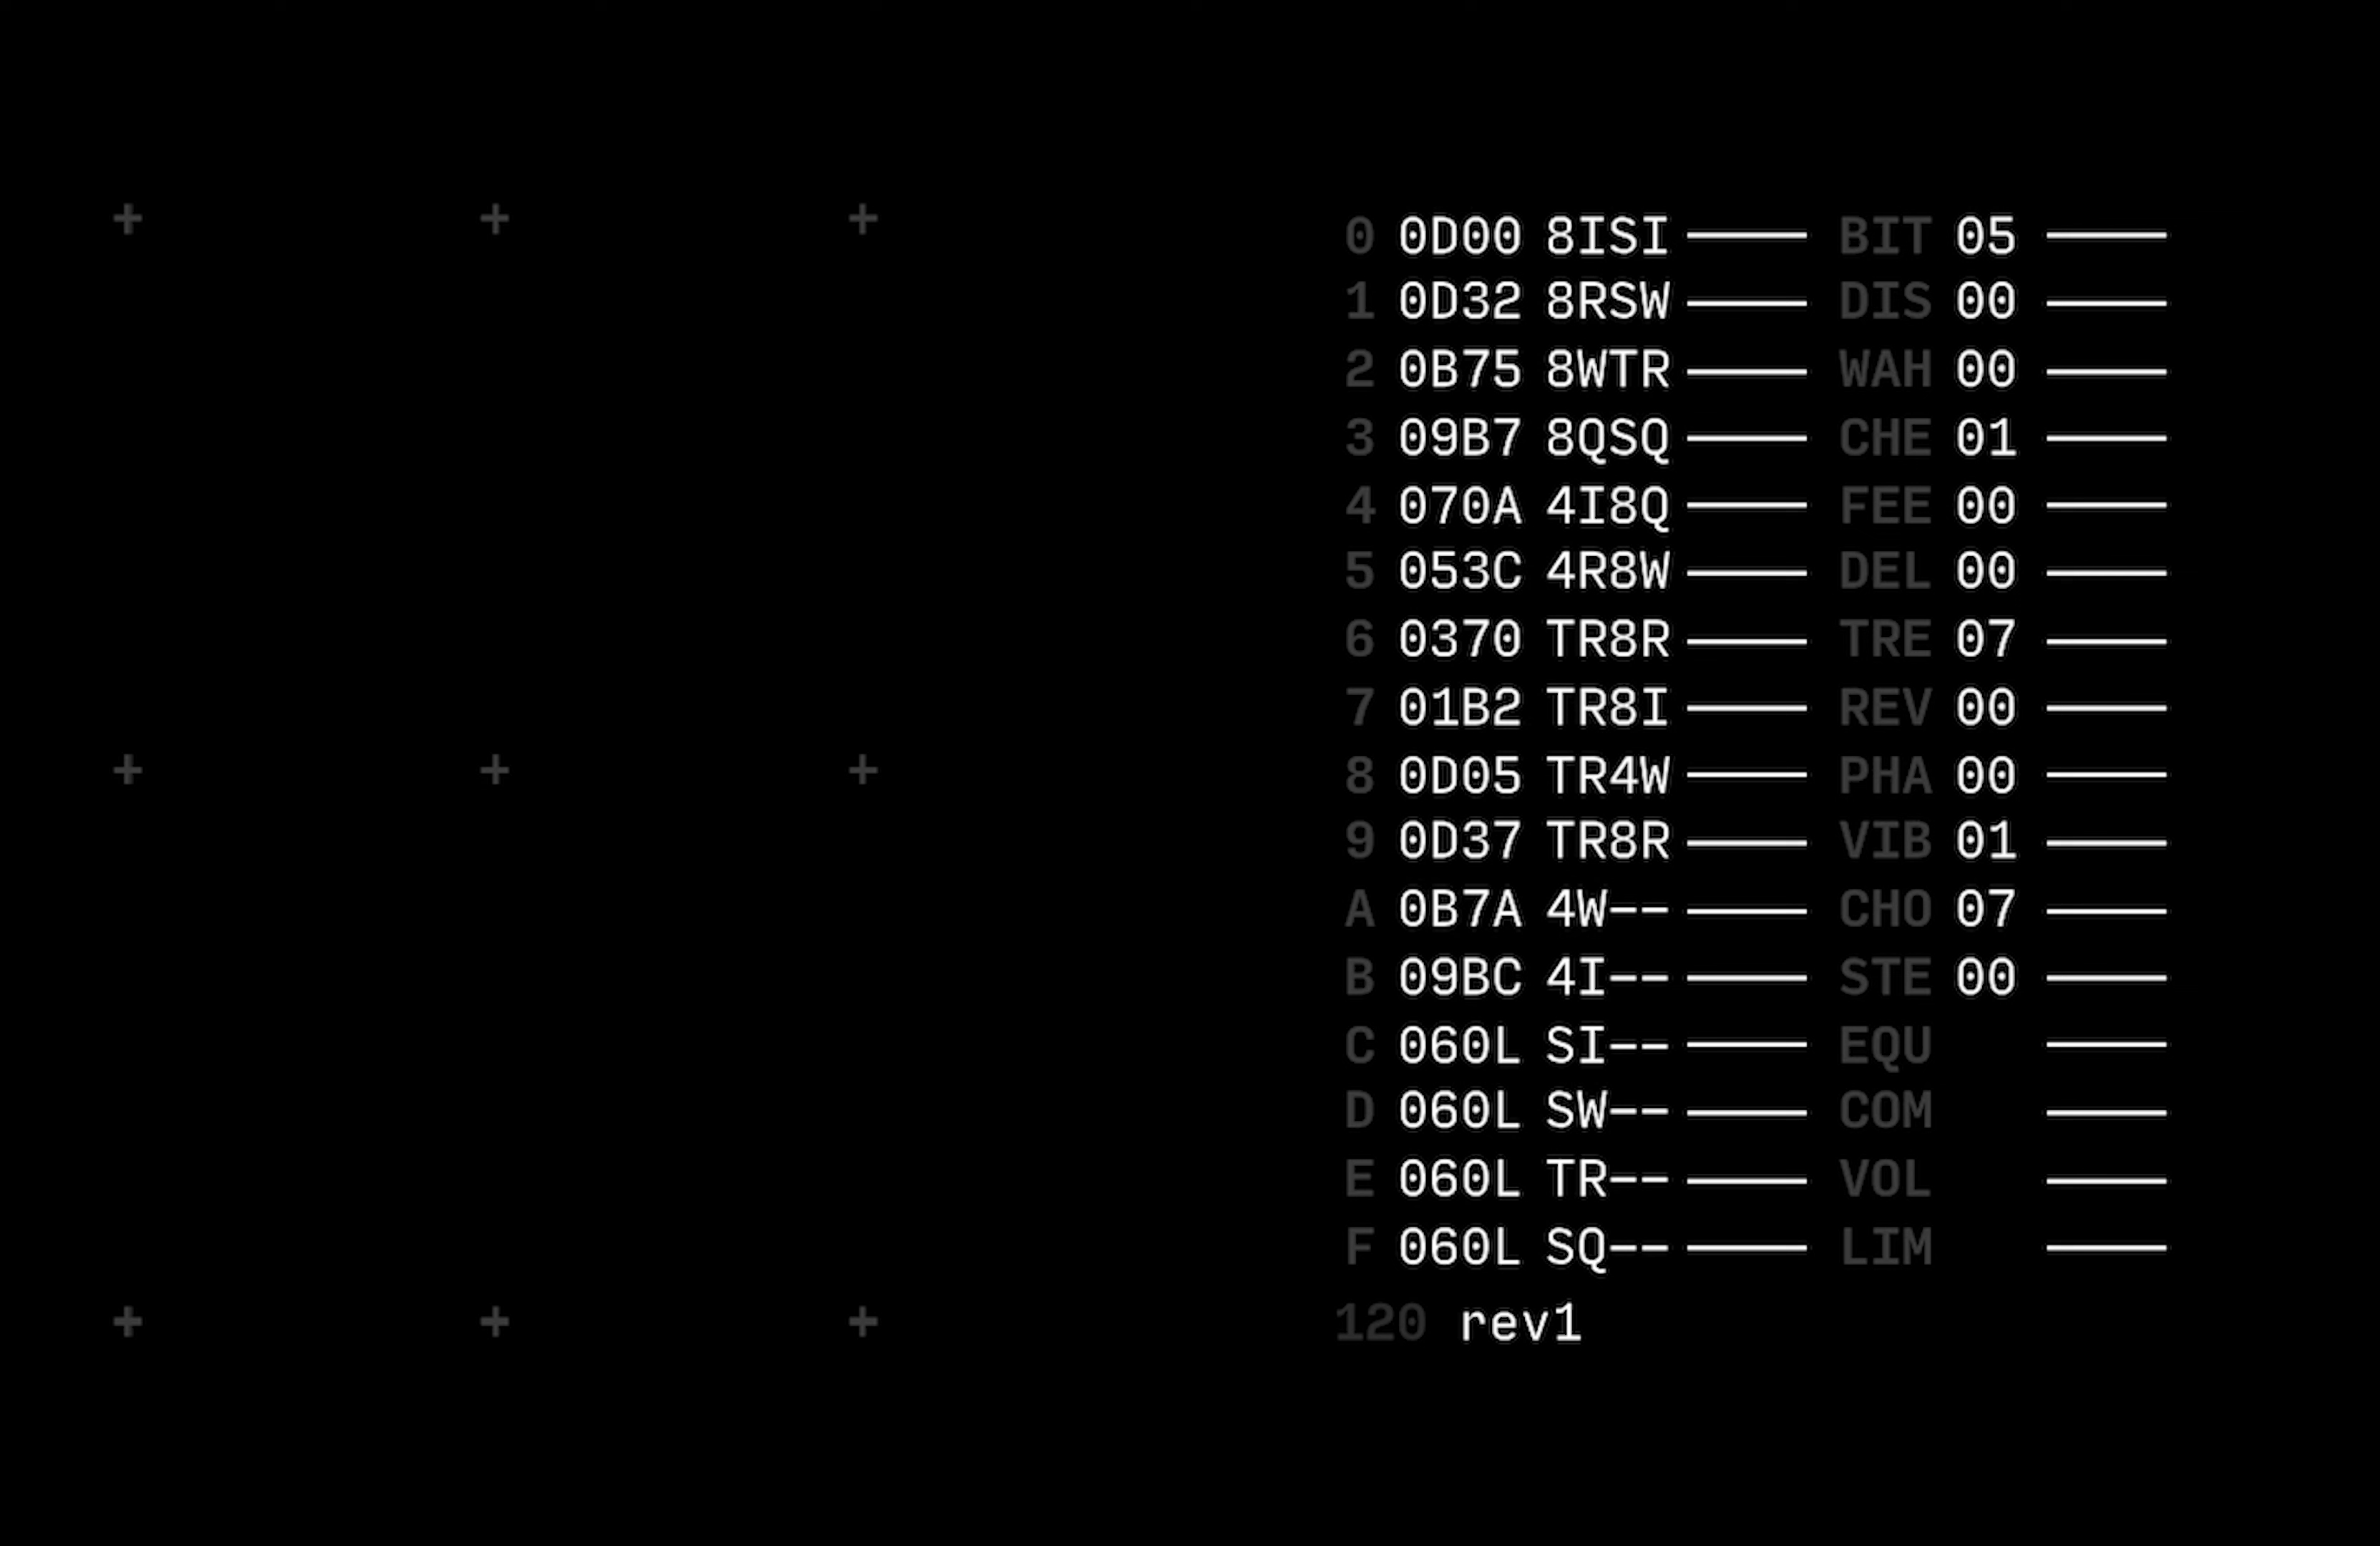 0 0D00 8ISI BIT 05
1 0D32 8RSW DIS 00
2 0B75 8WTR WAH 00
3 09B7 8QSQ CHE 01
4 070A 4I8Q FEE 00
5 053C 4R8W DEL 00
6 0370 TR8R TRE 07
7 01B2 TR8I REV 00
8 0D05 TR4W PHA 00
9 0D37 TR8R VIB 01
A 0B7A 4W-- CHO 07
B 09BC 4I-- STE 00
C 060L SI-- EQU
D 060L SW-- COM
E 060L TR-- VOL
F 060L SQ-- LIM
120 rev1